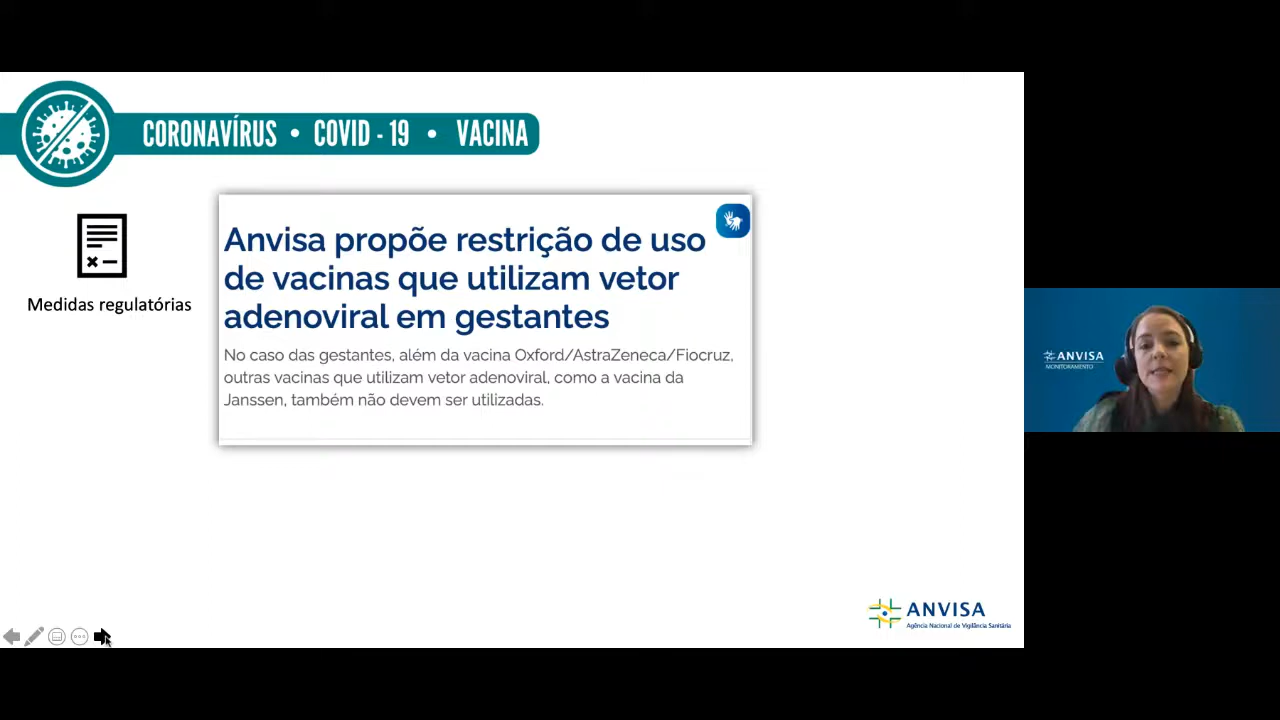 CORONAVÍRUS • COVID - 19 • VACINA
Medidas regulatórias
Anvisa propõe restrição de uso
de vacinas que utilizam vetor
adenoviral em gestantes
No caso das gestantes, além da vacina Oxford/AstraZeneca/Fiocruz,
outras vacinas que utilizam vetor adenoviral, como a vacina da
Janssen, também não devem ser utilizadas.
ANVISA
MONITORAMENTO
ANVISA
Agência Nacional de Vigilância Sanitária